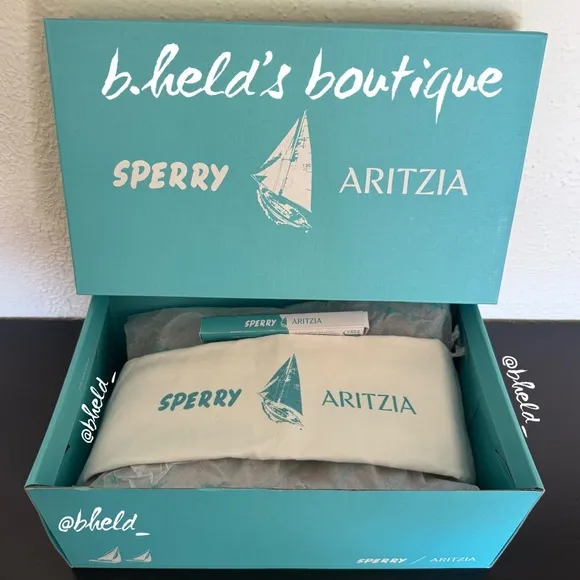 b.held's boutique
SPERRY ARITZIA
SPERRY ARITZIA
SPERRY ARITZIA
@bheld_
@bheld_
@bheld_
SPERRY / ARITZIA